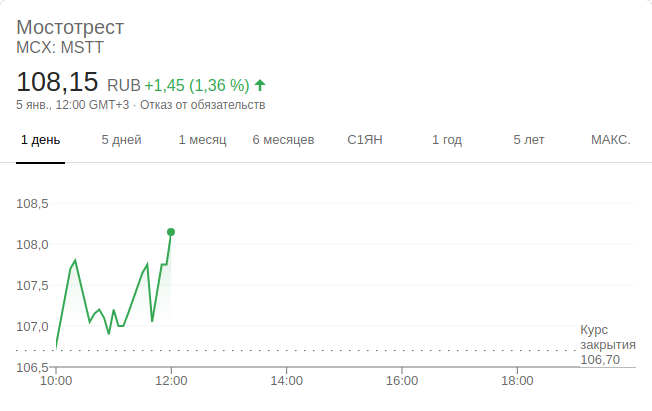 Мостотрест
MCX: MSTT
108,15 RUB +1,45 (1,36 %)
5 янв., 12:00 GMT+3 · Отказ от обязательств
1 день 5 дней 1 месяц 6 месяцев С1ЯН 1 год 5 лет МАКС.
108,5
108,0
107,5
107,0
Курс
закрытия
106,70
106,5
10:00 12:00 14:00 16:00 18:00